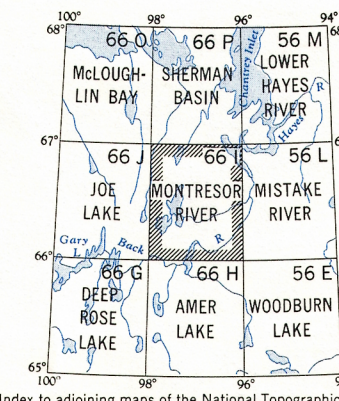 100° 98° 96° 94°
68° 68
66 O 66 P 56 M
McLOUGH-
LIN BAY
SHERMAN
BASIN
Chantrey Inlet
LOWER
HAYES
RIVER
Hayes R
67°
66 J 66 I 56 L
JOE
LAKE
MONTRESOR
RIVER
MISTAKE
RIVER
Gary L Back R
66° 6
66 G 66 H 56 E
DEEP
ROSE
LAKE
AMER
LAKE
WOODBURN
LAKE
65°
100° 98° 96°
Index to adjoining maps of the National Topographic